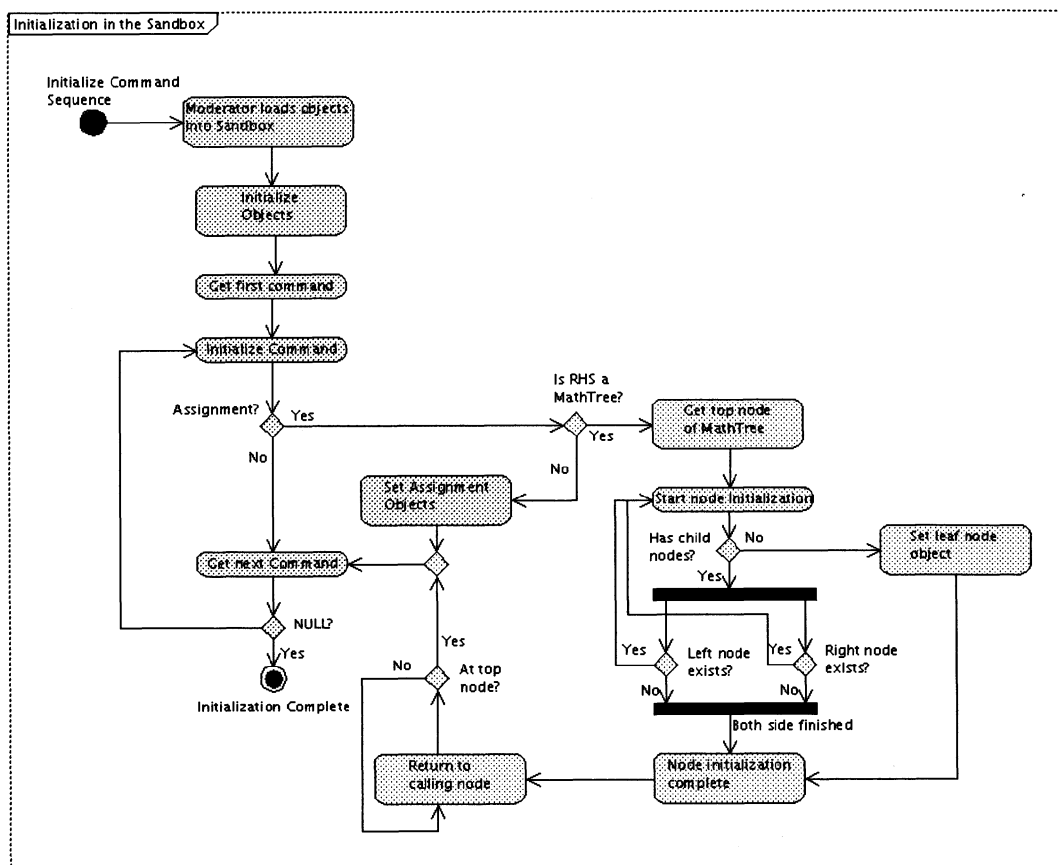 Initialization in the Sandbox
Initialize Command
Sequence
Moderator loads objects
into Sandbox
Initialize
Objects
Get first command
Initialize Command
Assignment?
Yes
No
Is RHS a
MathTree?
Yes
No
Get top node
of MathTree
Set Assignment
Objects
Start node Initialization
Has child
nodes?
No
Yes
Set leaf node
object
Get next Command
NULL?
Yes
Initialization Complete
Yes
No
At top
node?
Yes
Left node
exists?
No
Yes
Right node
exists?
No
Both side finished
Return to
calling node
Node initialization
complete